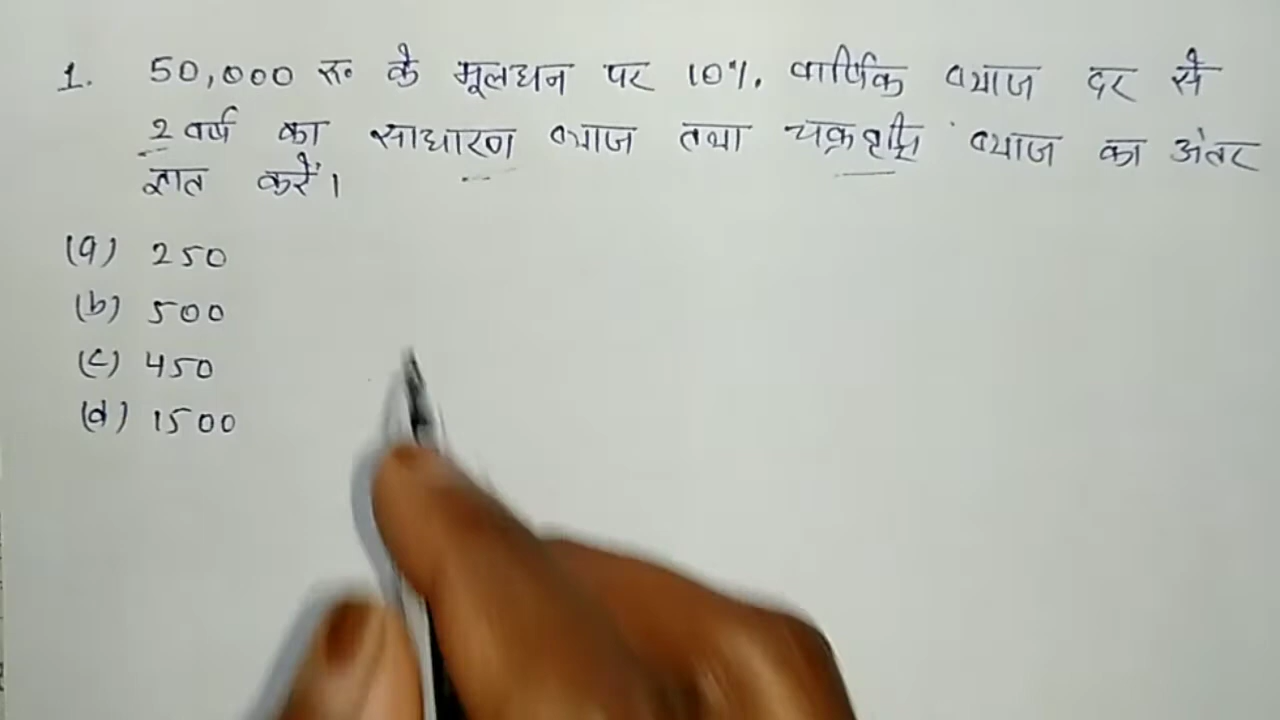 1. 50,000 रू० के मूलधन पर 10%. वार्षिक ब्याज दर से
2 वर्ष का साधारण ब्याज तथा चक्रवृद्धि ब्याज का अंतर
ज्ञात करें।
(a) 250
(b) 500
(c) 450
(d) 1500